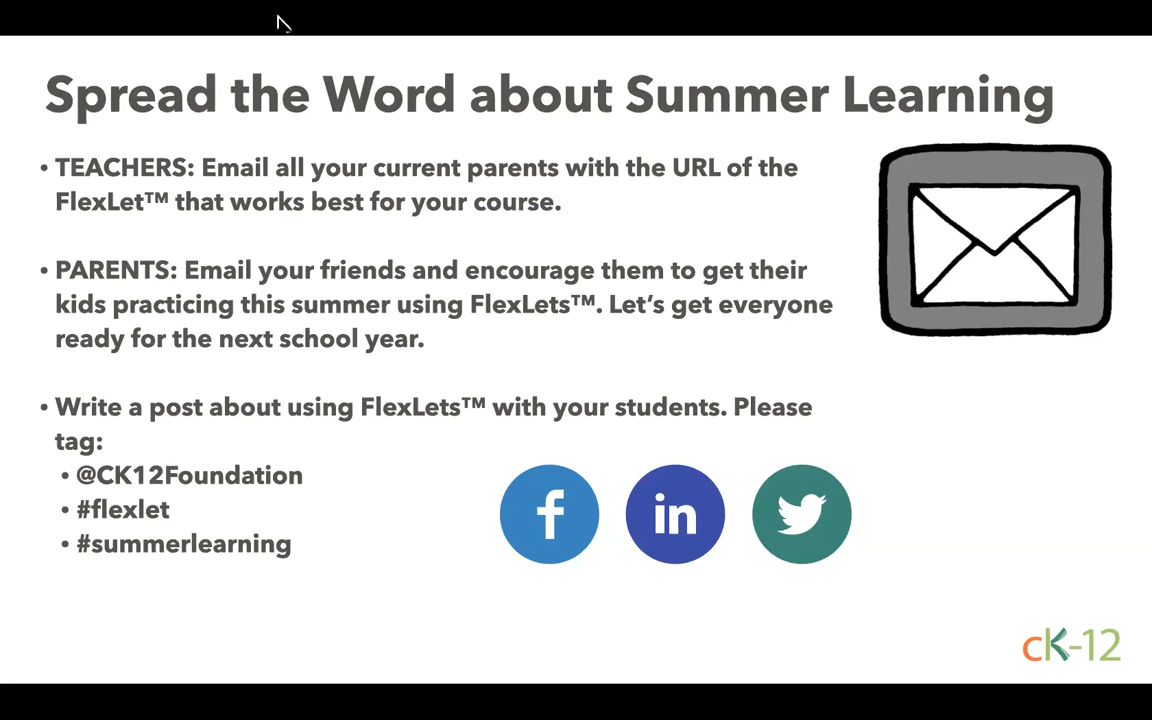 Spread the Word about Summer Learning
• TEACHERS: Email all your current parents with the URL of the
FlexLet™ that works best for your course.
• PARENTS: Email your friends and encourage them to get their
kids practicing this summer using FlexLets™. Let’s get everyone
ready for the next school year.
• Write a post about using FlexLets™ with your students. Please
tag:
• @CK12Foundation
• #flexlet
• #summerlearning
f
in
cK-12